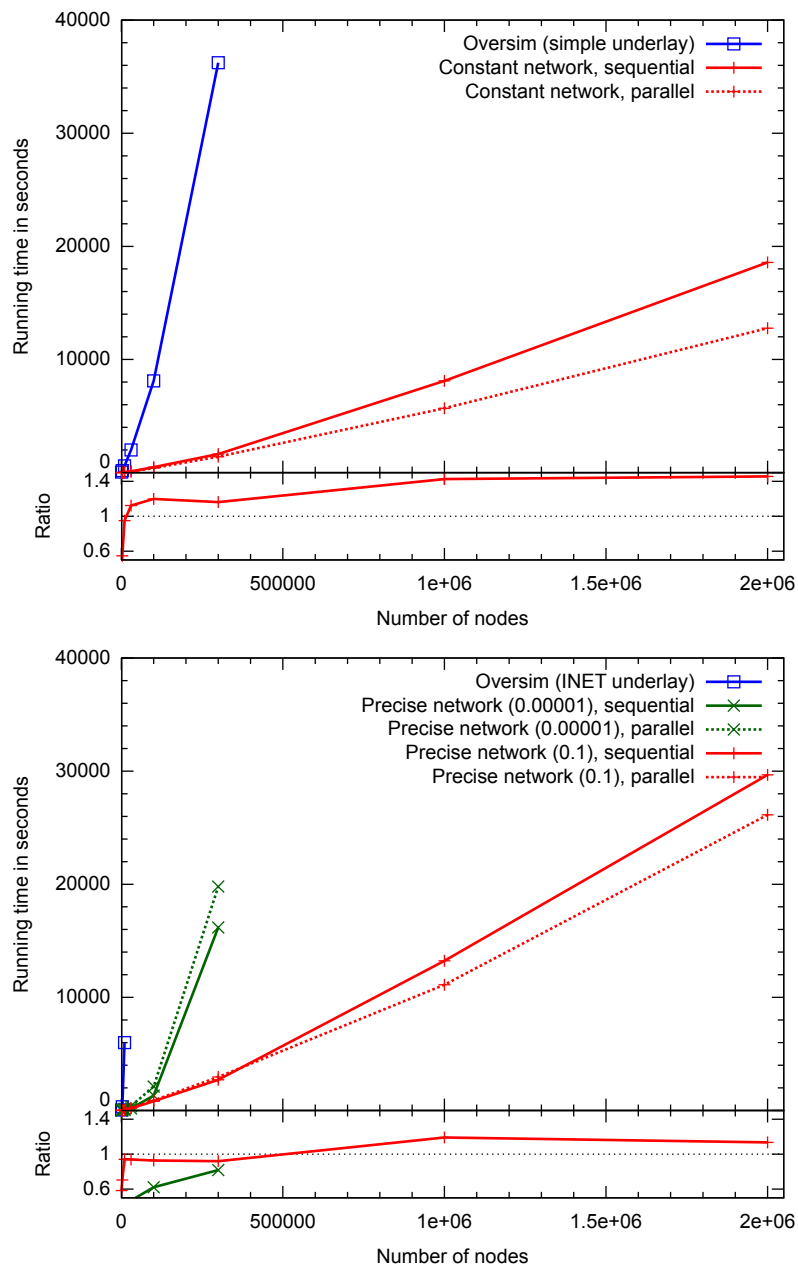 40000
Oversim (simple underlay)
Constant network, sequential
Constant network, parallel
30000
Running time in seconds
20000
10000
0
1.4
Ratio
1
0.6
0 500000 1e+06 1.5e+06 2e+06
Number of nodes
40000
Oversim (INET underlay)
Precise network (0.00001), sequential
Precise network (0.00001), parallel
Precise network (0.1), sequential
Precise network (0.1), parallel
30000
Running time in seconds
20000
10000
0
1.4
Ratio
1
0.6
0 500000 1e+06 1.5e+06 2e+06
Number of nodes